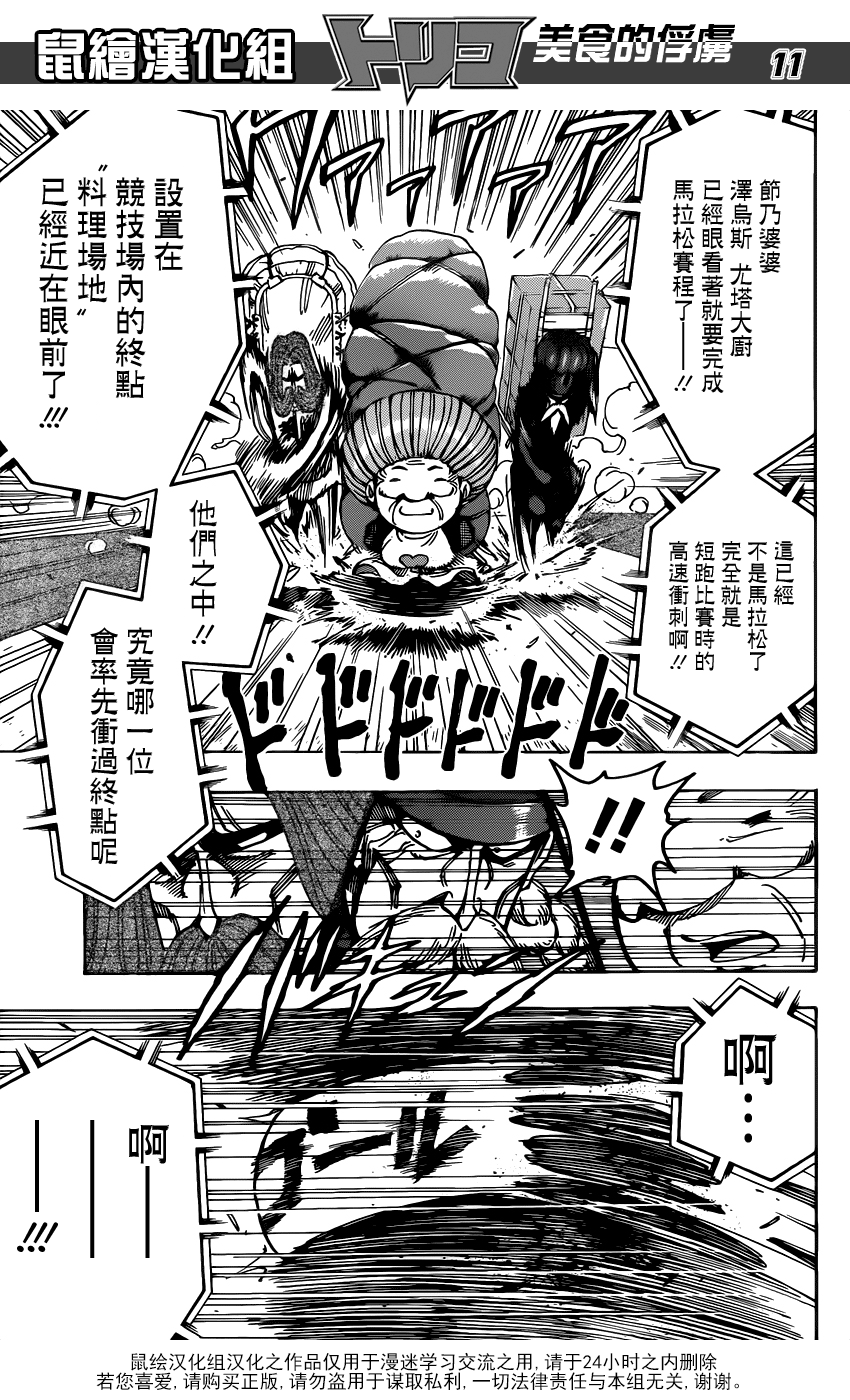 鼠繪漢化組
トリコ
美食的俘虜
11
節乃婆婆
澤烏斯 尤塔大廚
已經眼看著就要完成
馬拉松賽程了——!!
設置在
競技場內的終點
〝料理場地〞
已經近在眼前了!!!
這已經
不是馬拉松了
完全就是
短跑比賽時的
高速衝刺啊!!
他們之中!!
究竟哪一位
會率先衝過終點呢
ドドドドドド
!!
バギュン
啊…
グール
啊——
——
——
!!!
鼠绘汉化组汉化之作品仅用于漫迷学习交流之用, 请于24小时之内删除
若您喜爱, 请购买正版, 请勿盗用于谋取私利, 一切法律责任与本组无关, 谢谢。